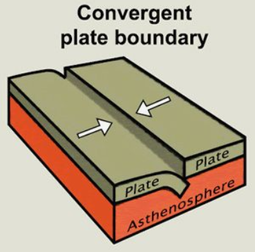 Convergent
plate boundary
Plate
Plate
Asthenosphere